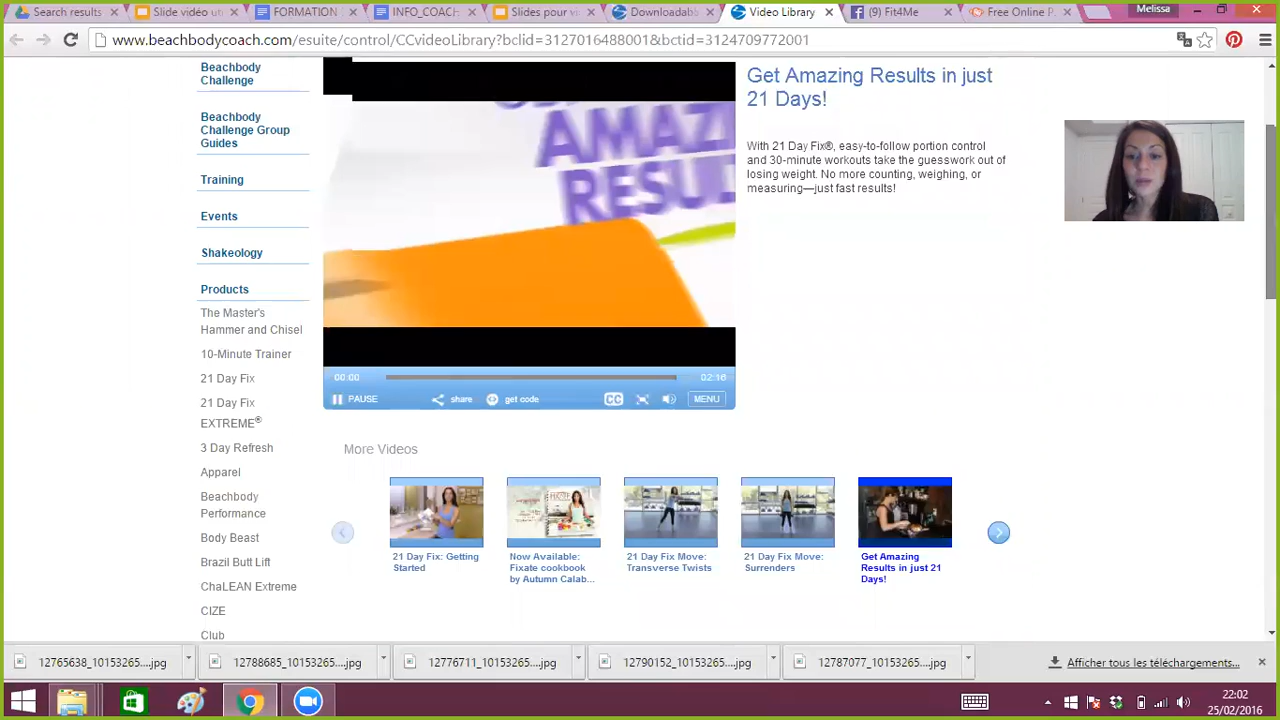 Search results
Slide vidéo ut
FORMATION
INFO_COACH
Slides pour vi
Downloadabl
Video Library
(9) Fit4Me
Free Online P
Melissa
www.beachbodycoach.com/esuite/control/CCvideoLibrary?bclid=3127016488001&bctid=3124709772001
Beachbody
Challenge
Beachbody
Challenge Group
Guides
Training
Events
Shakeology
Products
The Master's
Hammer and Chisel
10-Minute Trainer
21 Day Fix
21 Day Fix
EXTREME®
3 Day Refresh
Apparel
Beachbody
Performance
Body Beast
Brazil Butt Lift
ChaLEAN Extreme
CIZE
Club
AMAZ
RESUL
00:00
02:16
PAUSE
share
get code
CC
MENU
Get Amazing Results in just
21 Days!
With 21 Day Fix®, easy-to-follow portion control
and 30-minute workouts take the guesswork out of
losing weight. No more counting, weighing, or
measuring—just fast results!
More Videos
21 Day Fix: Getting
Started
Now Available:
Fixate cookbook
by Autumn Calab...
21 Day Fix Move:
Transverse Twists
21 Day Fix Move:
Surrenders
Get Amazing
Results in just 21
Days!
12765638_10153265....jpg
12788685_10153265....jpg
12776711_10153265....jpg
12790152_10153265....jpg
12787077_10153265....jpg
Afficher tous les téléchargements...
22:02
25/02/2016